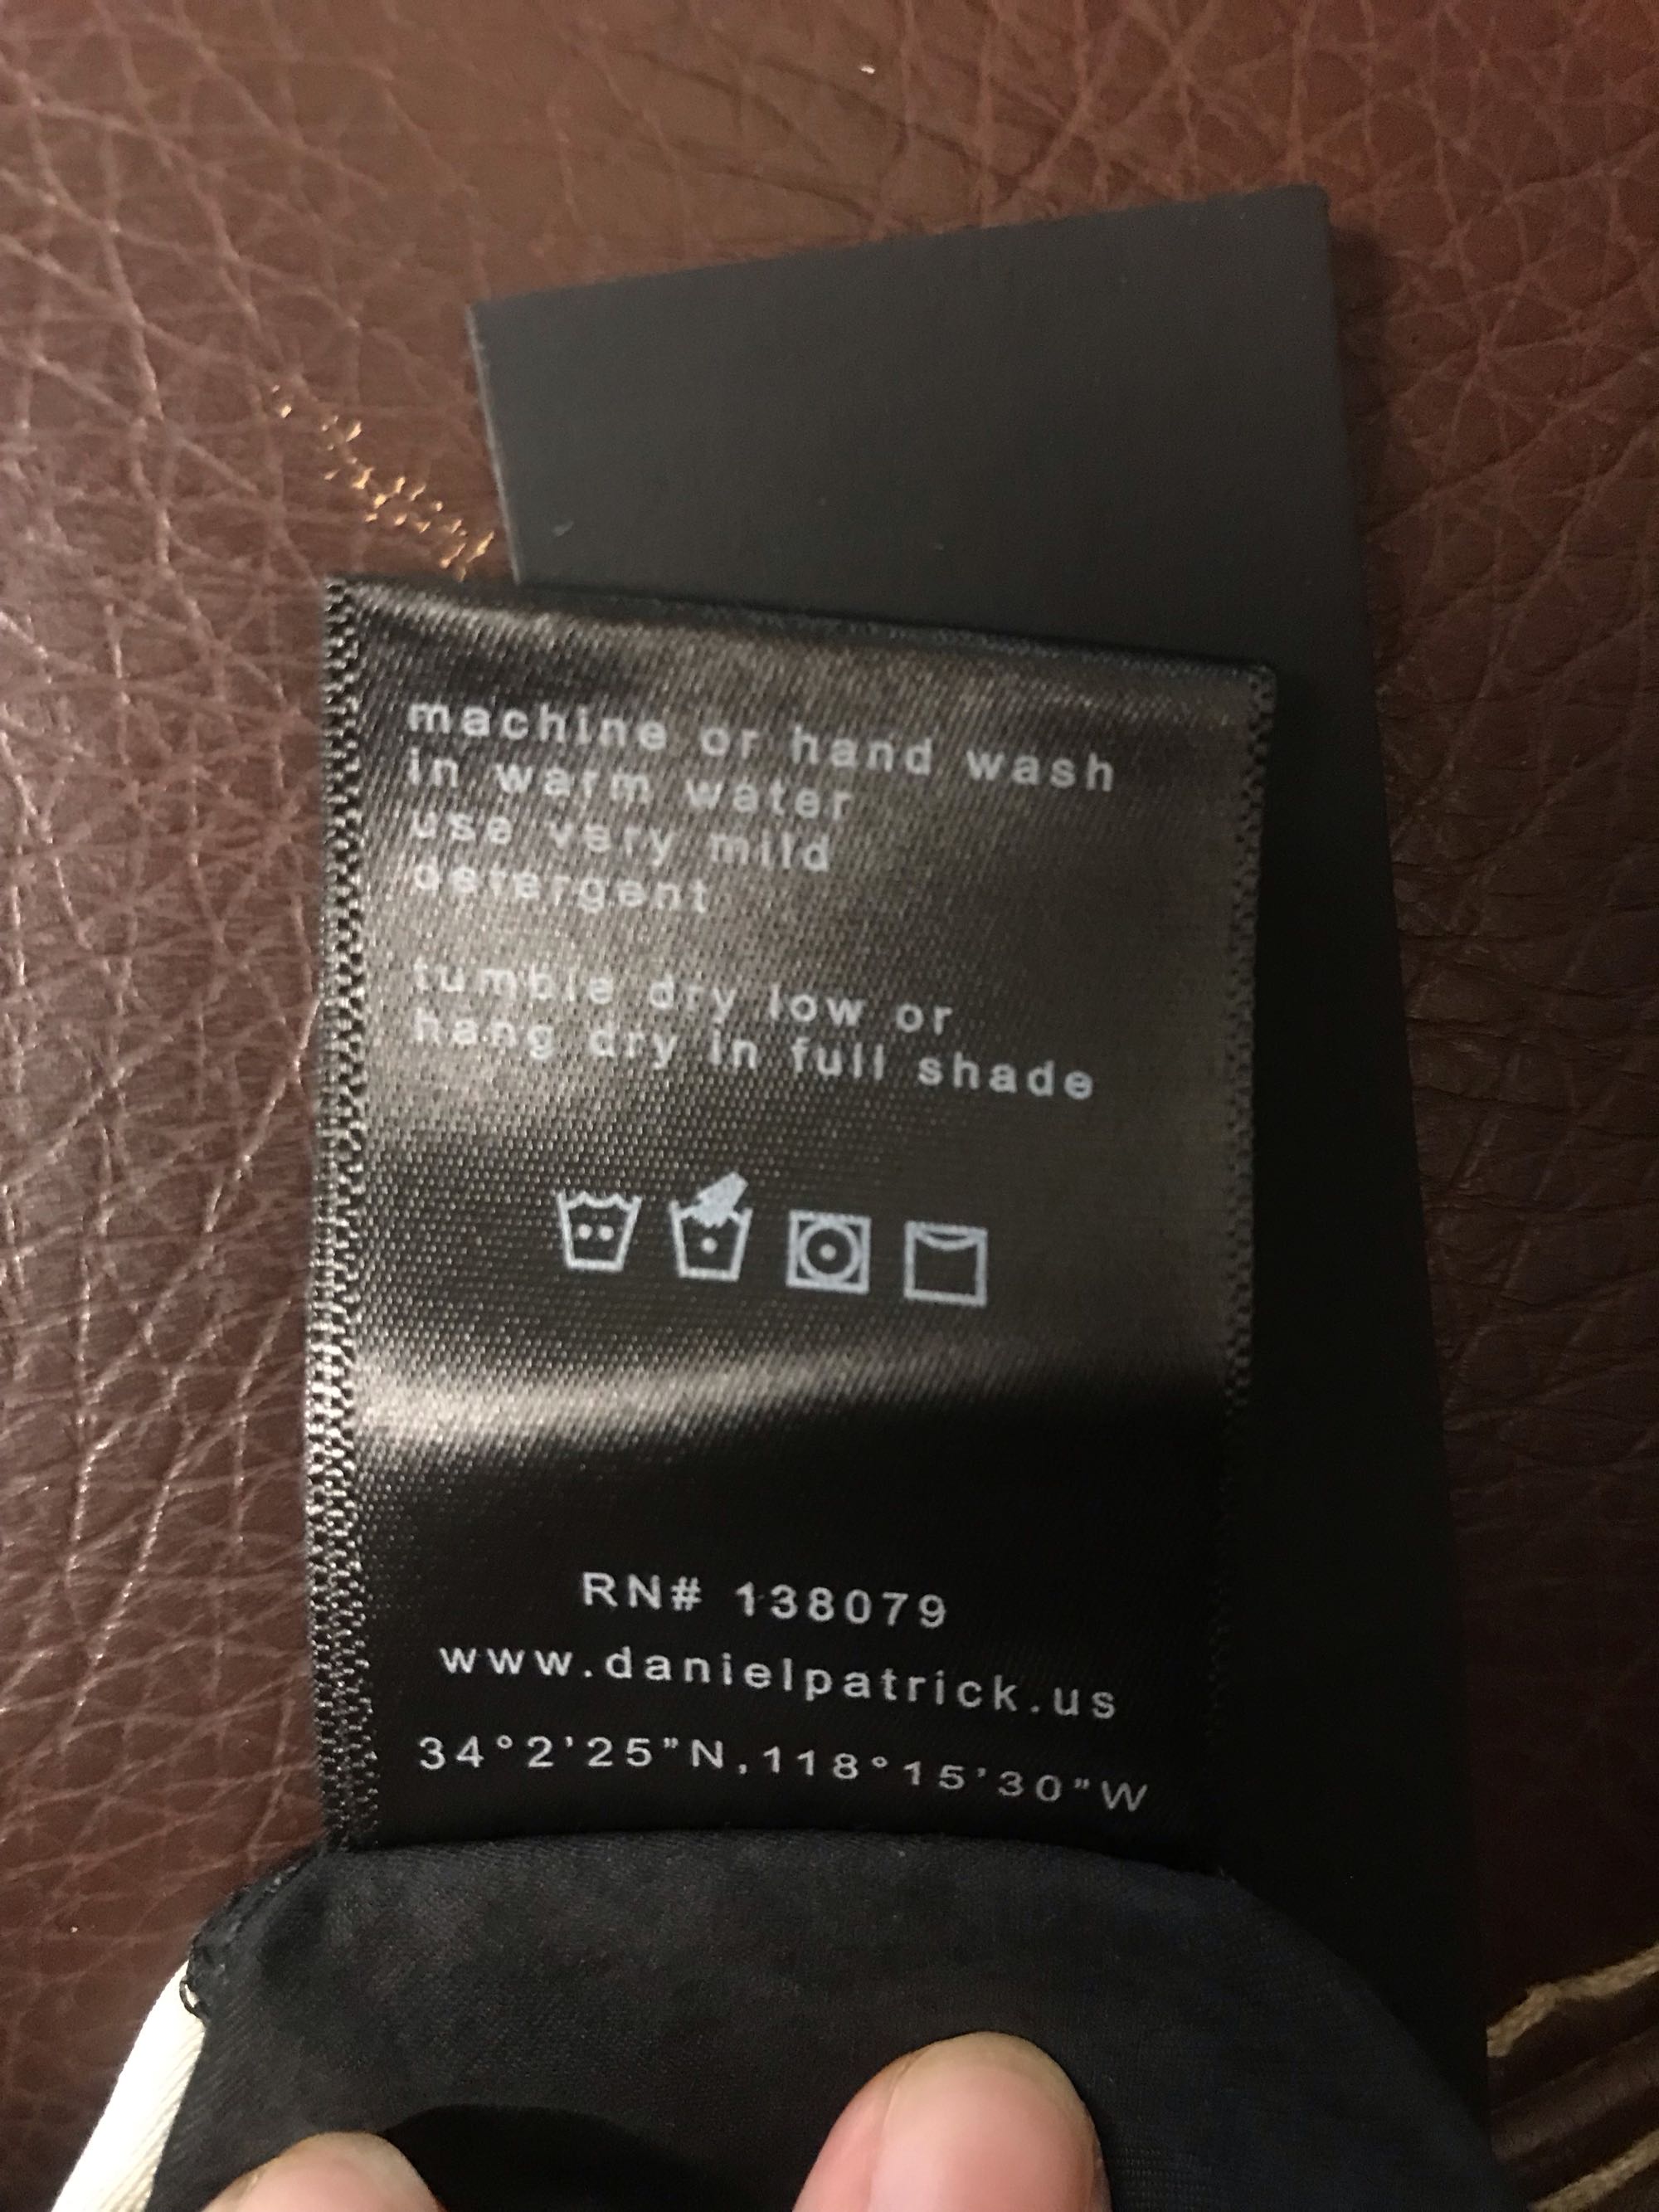 machine or hand wash
in warm water
use very mild
detergent
tumble dry low or
hang dry in full shade
RN# 138079
www.danielpatrick.us
34°2'25"N,118°15'30"W